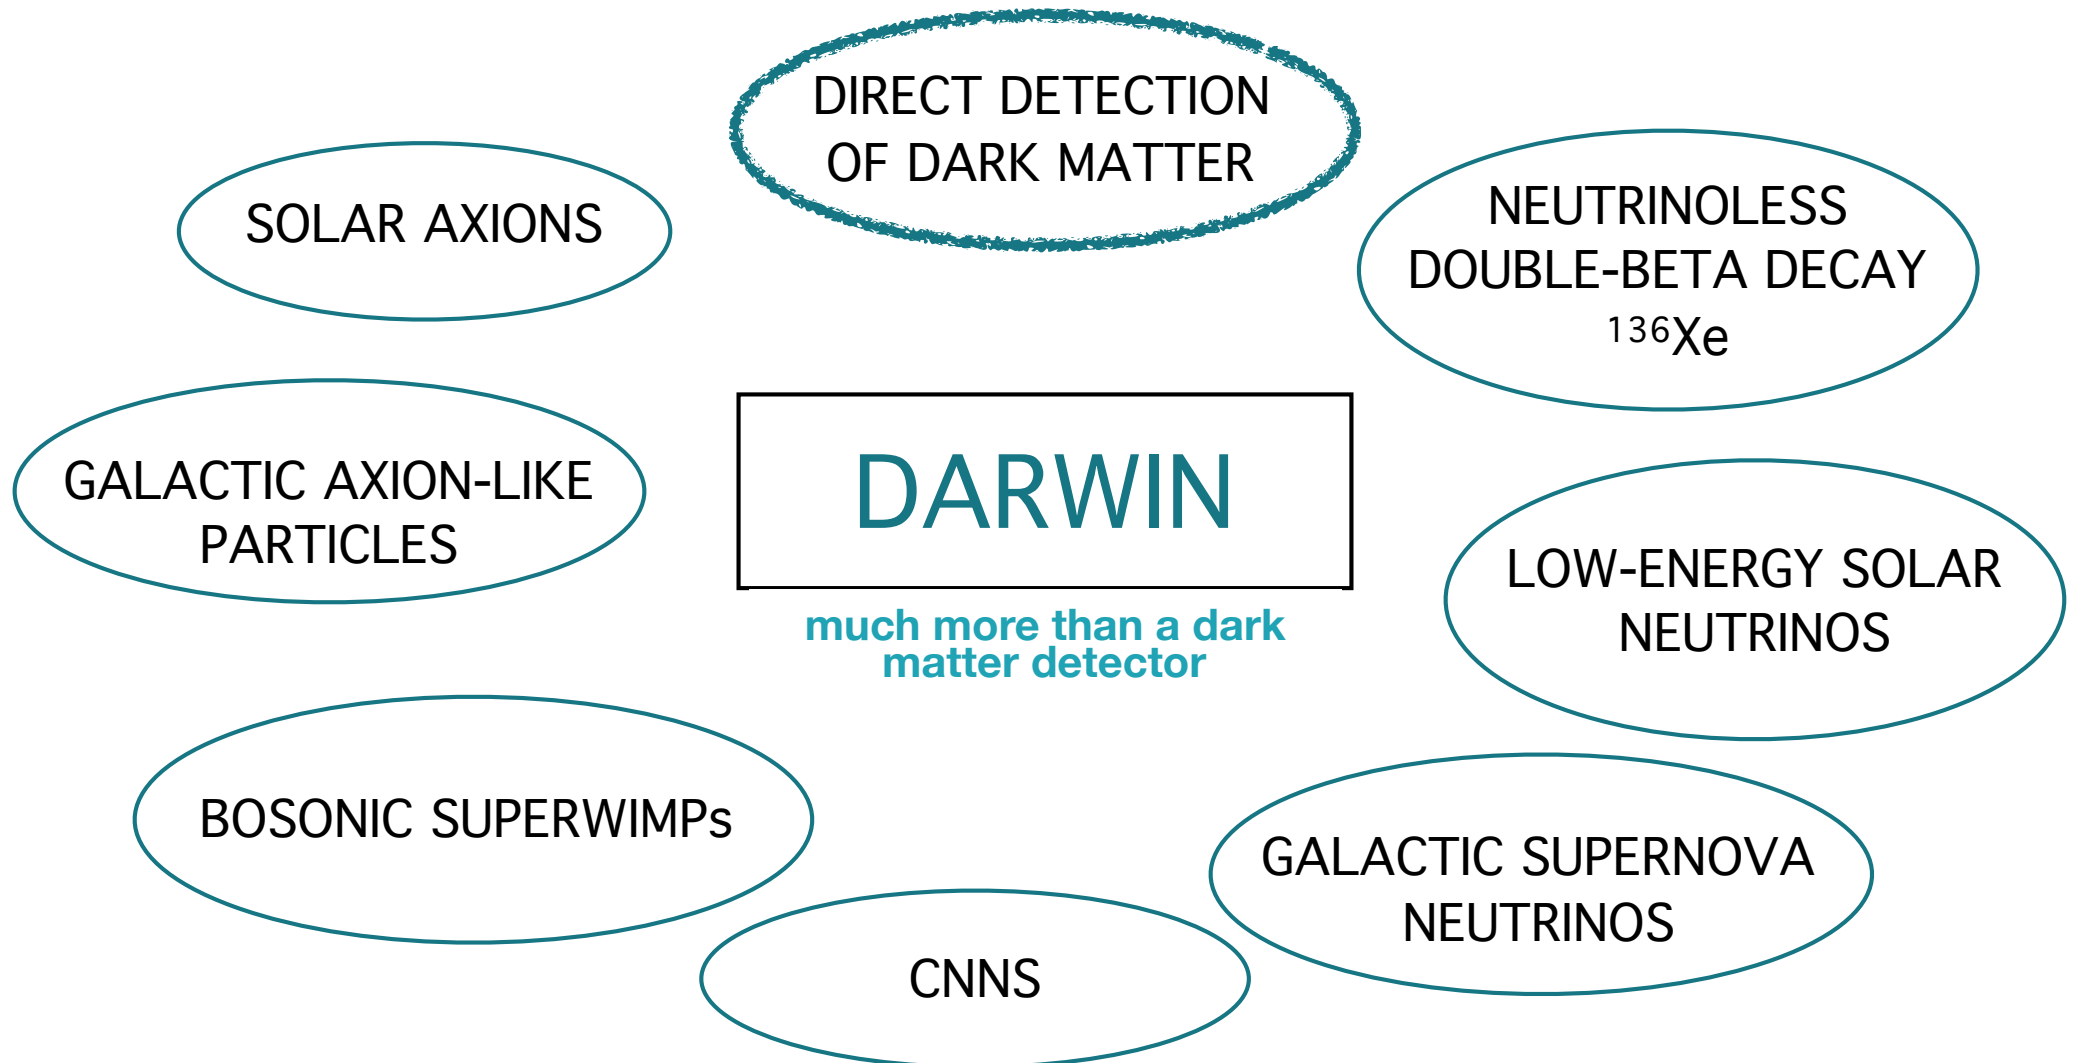 DIRECT DETECTION
OF DARK MATTER
NEUTRINOLESS
DOUBLE-BETA DECAY
¹³⁶Xe
SOLAR AXIONS
GALACTIC AXION-LIKE
PARTICLES
DARWIN
much more than a dark
matter detector
LOW-ENERGY SOLAR
NEUTRINOS
BOSONIC SUPERWIMPs
GALACTIC SUPERNOVA
NEUTRINOS
CNNS